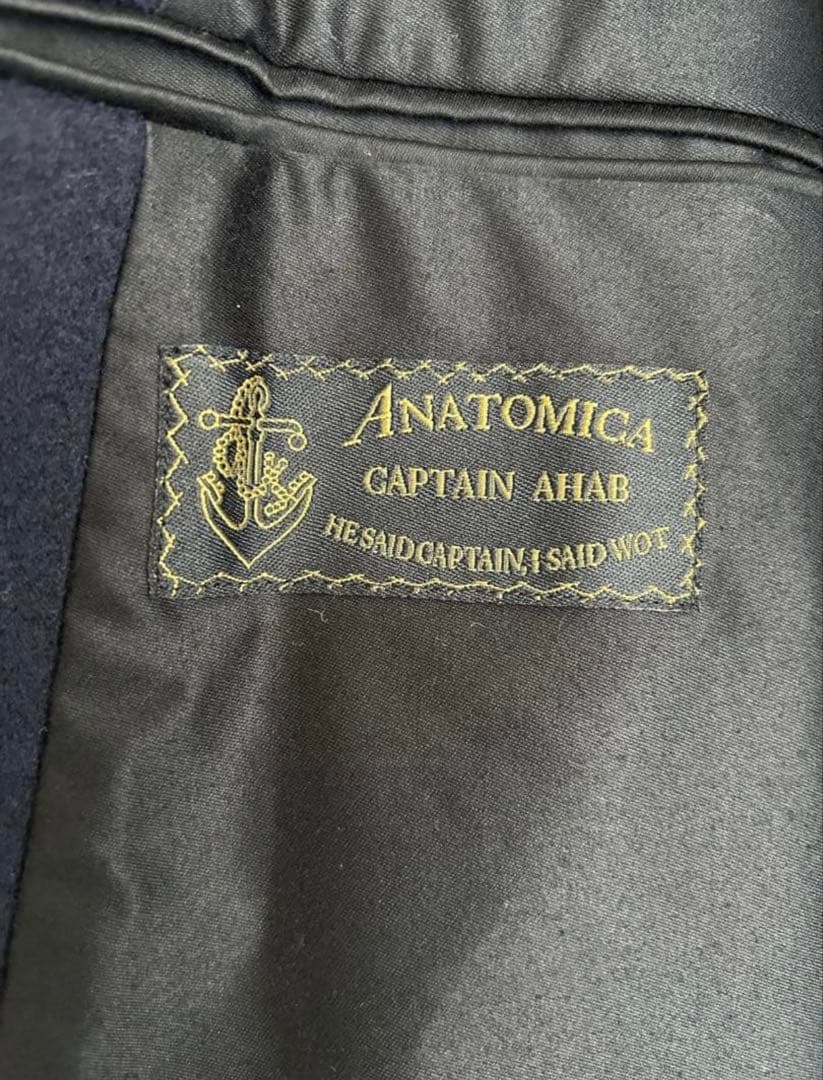 ANATOMICA
CAPTAIN AHAB
HE SAID CAPTAIN, I SAID WOT